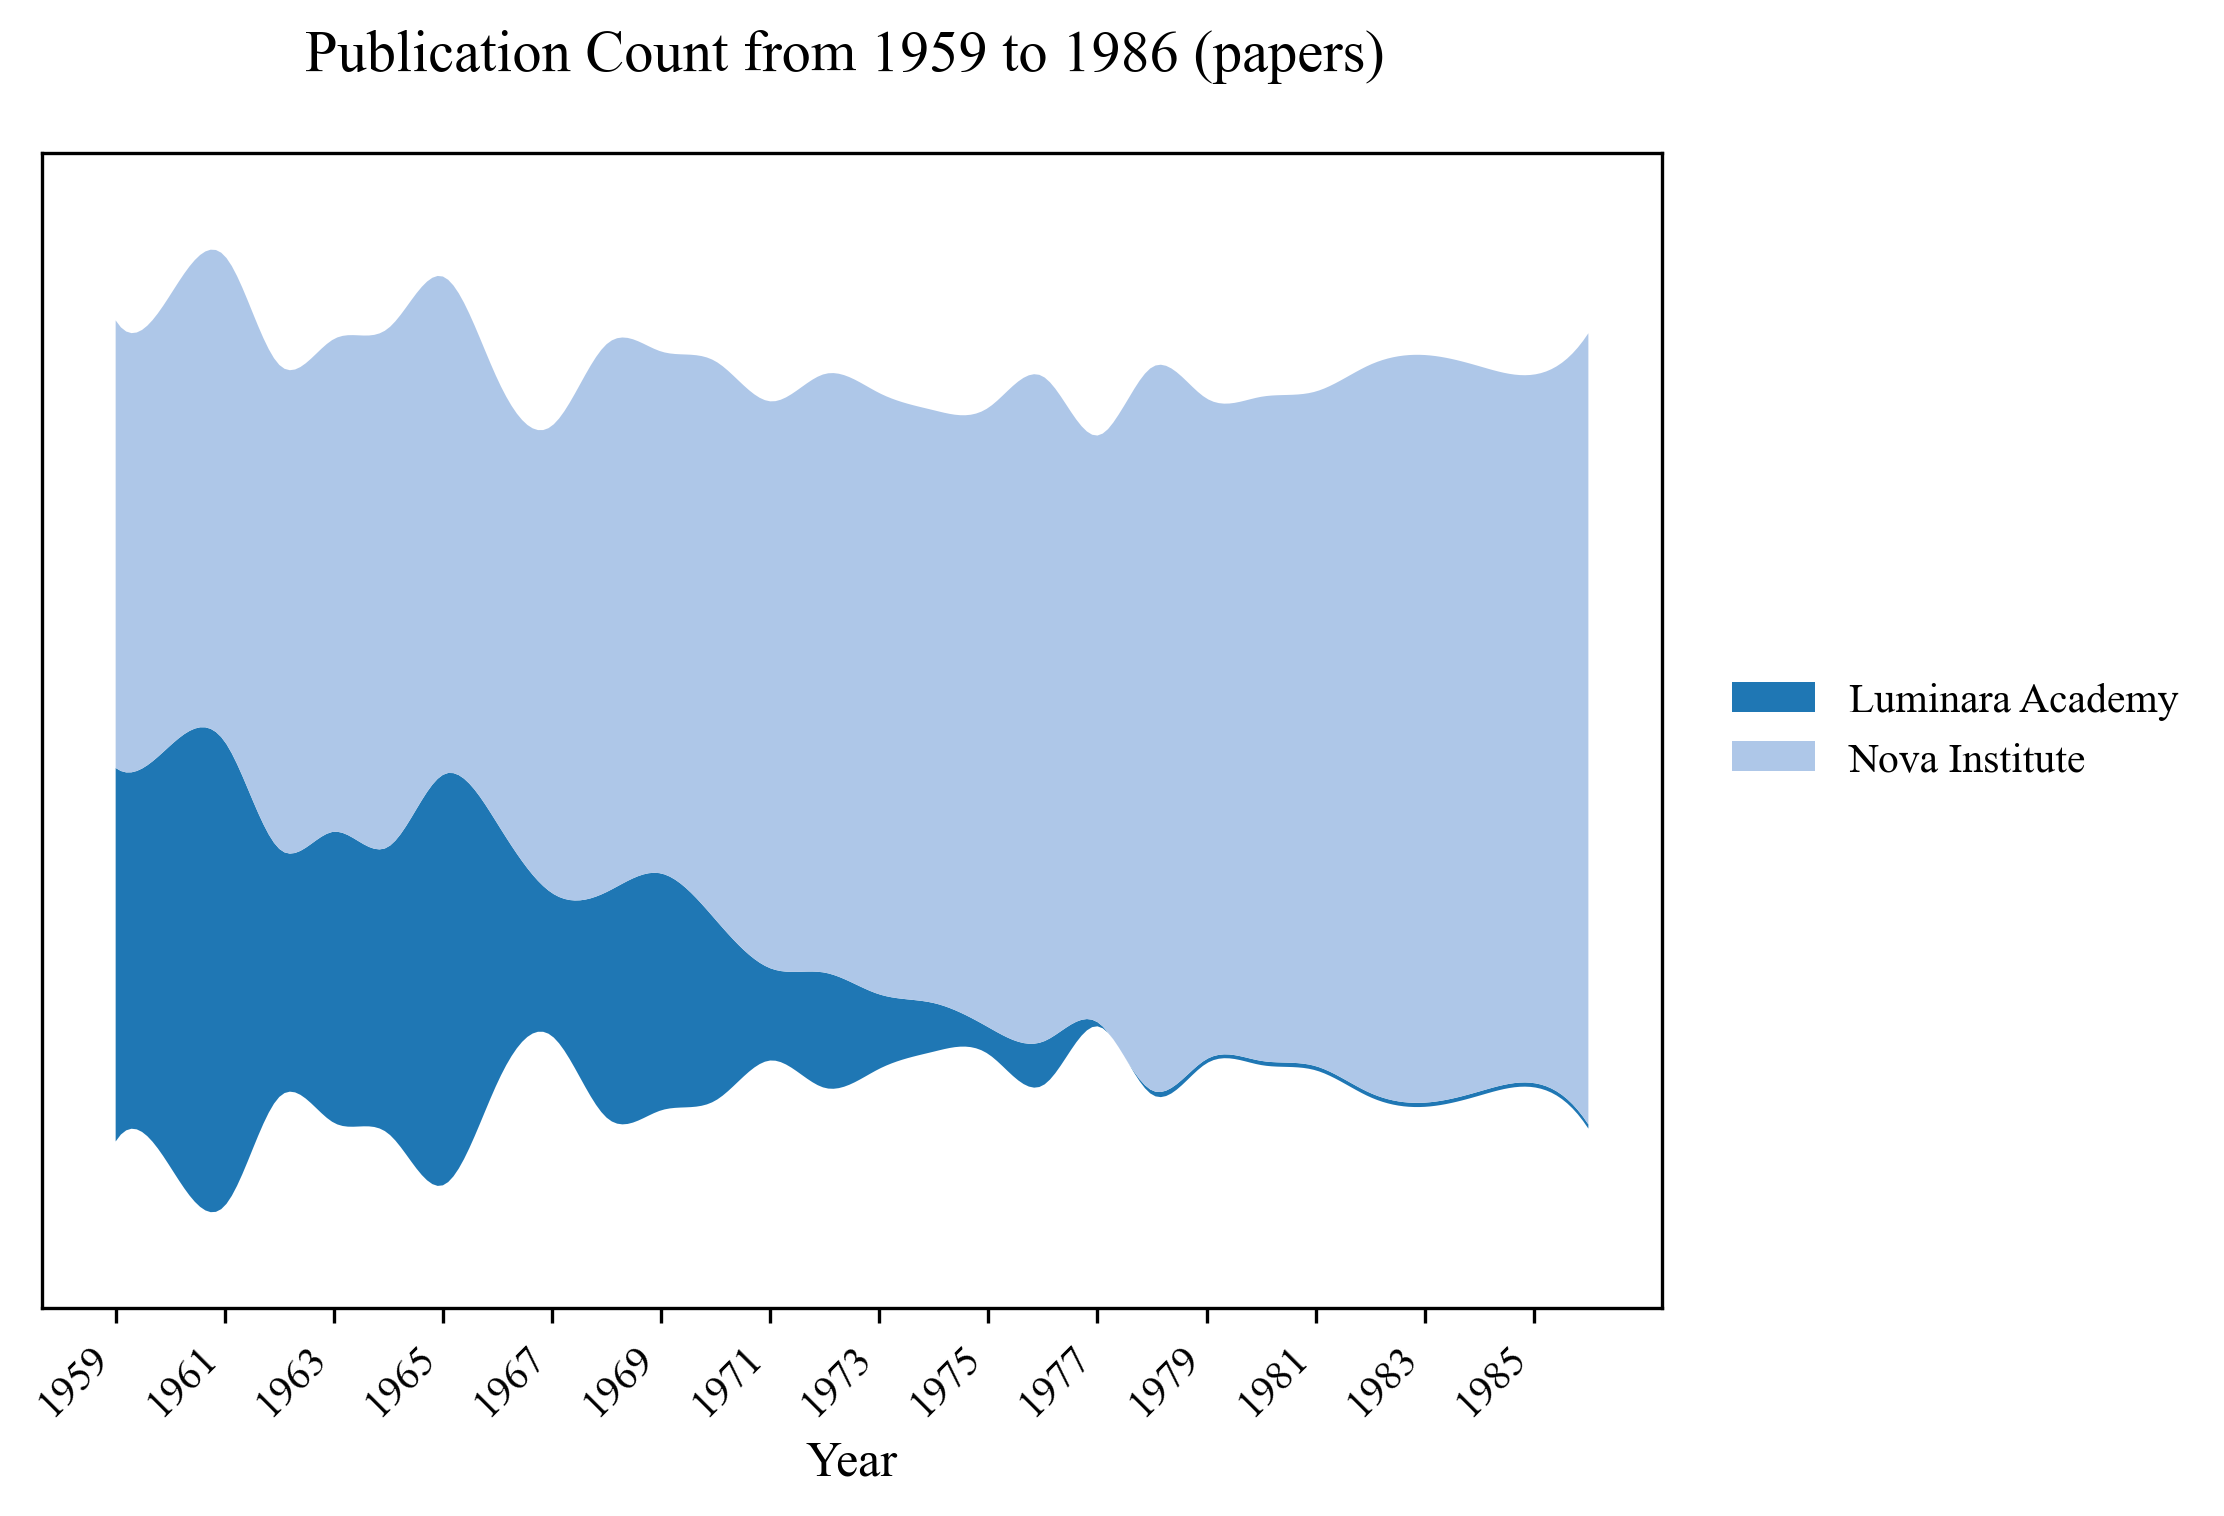 Publication Count from 1959 to 1986 (papers)
Luminara Academy
Nova Institute
1959 1961 1963 1965 1967 1969 1971 1973 1975 1977 1979 1981 1983 1985
Year